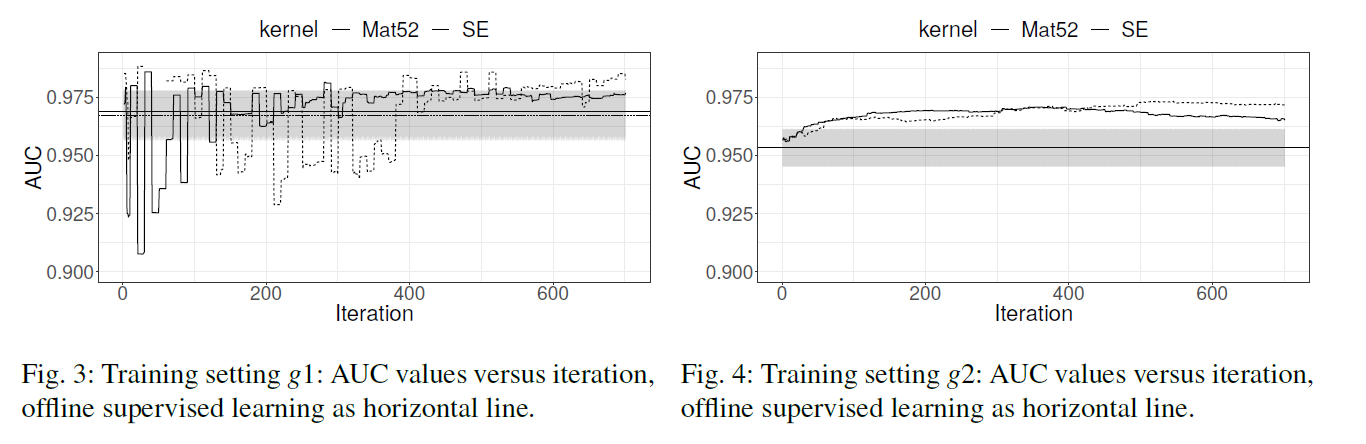 kernel — Mat52 — SE
0.975
0.950
0.925
0.900
AUC
0 200 400 600
Iteration
Fig. 3: Training setting g1: AUC values versus iteration,
offline supervised learning as horizontal line.
kernel — Mat52 — SE
0.975
0.950
0.925
0.900
AUC
0 200 400 600
Iteration
Fig. 4: Training setting g2: AUC values versus iteration,
offline supervised learning as horizontal line.